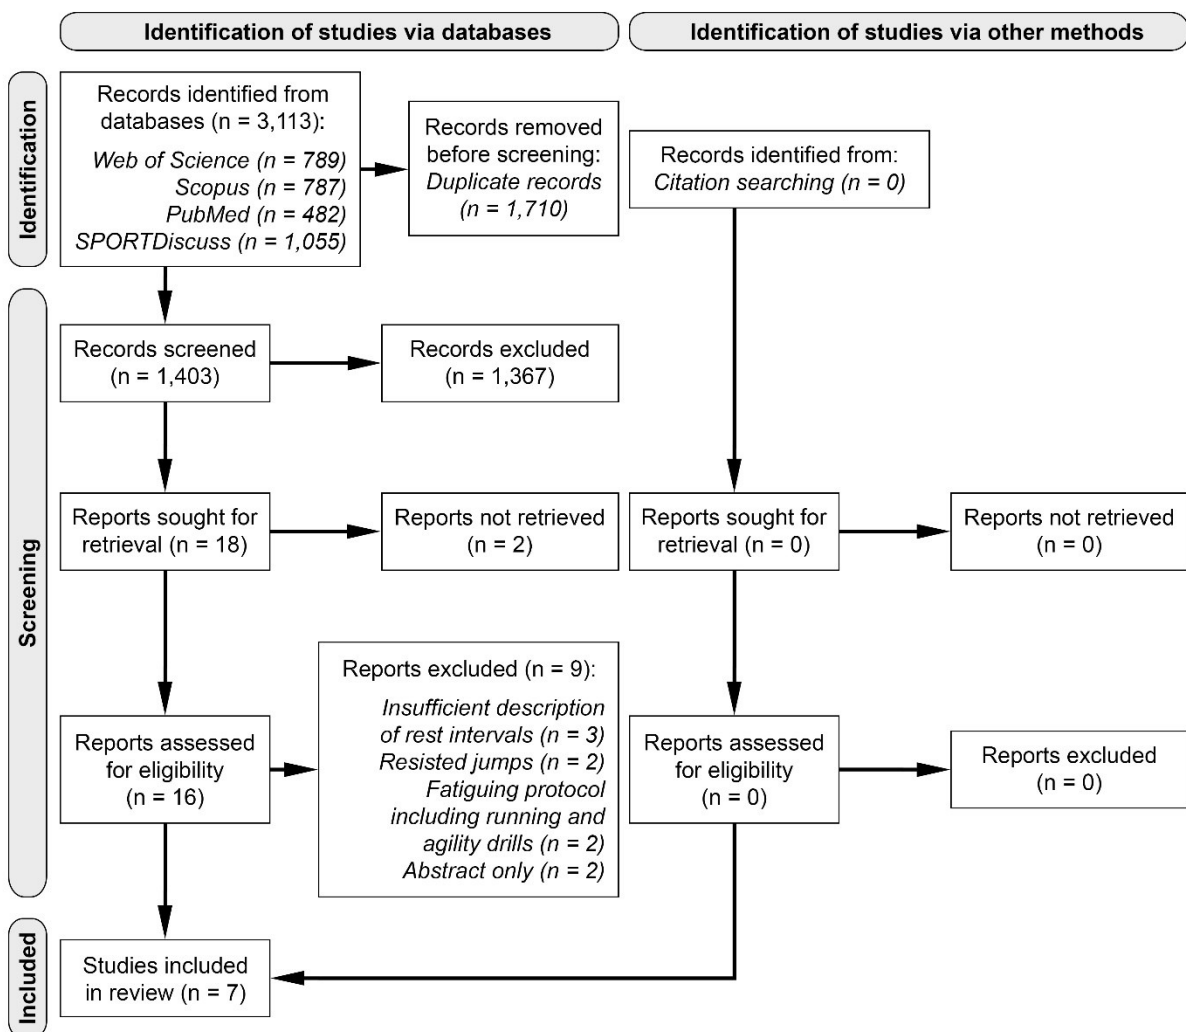 Identification of studies via databases
Identification of studies via other methods
Identification
Records identified from
databases (n = 3,113):
Web of Science (n = 789)
Scopus (n = 787)
PubMed (n = 482)
SPORTDiscuss (n = 1,055)
Records removed
before screening:
Duplicate records
(n = 1,710)
Records identified from:
Citation searching (n = 0)
Screening
Records screened
(n = 1,403)
Records excluded
(n = 1,367)
Reports sought for
retrieval (n = 18)
Reports not retrieved
(n = 2)
Reports sought for
retrieval (n = 0)
Reports not retrieved
(n = 0)
Reports assessed
for eligibility
(n = 16)
Reports excluded (n = 9):
Insufficient description
of rest intervals (n = 3)
Resisted jumps (n = 2)
Fatiguing protocol
including running and
agility drills (n = 2)
Abstract only (n = 2)
Reports assessed
for eligibility
(n = 0)
Reports excluded
(n = 0)
Included
Studies included
in review (n = 7)